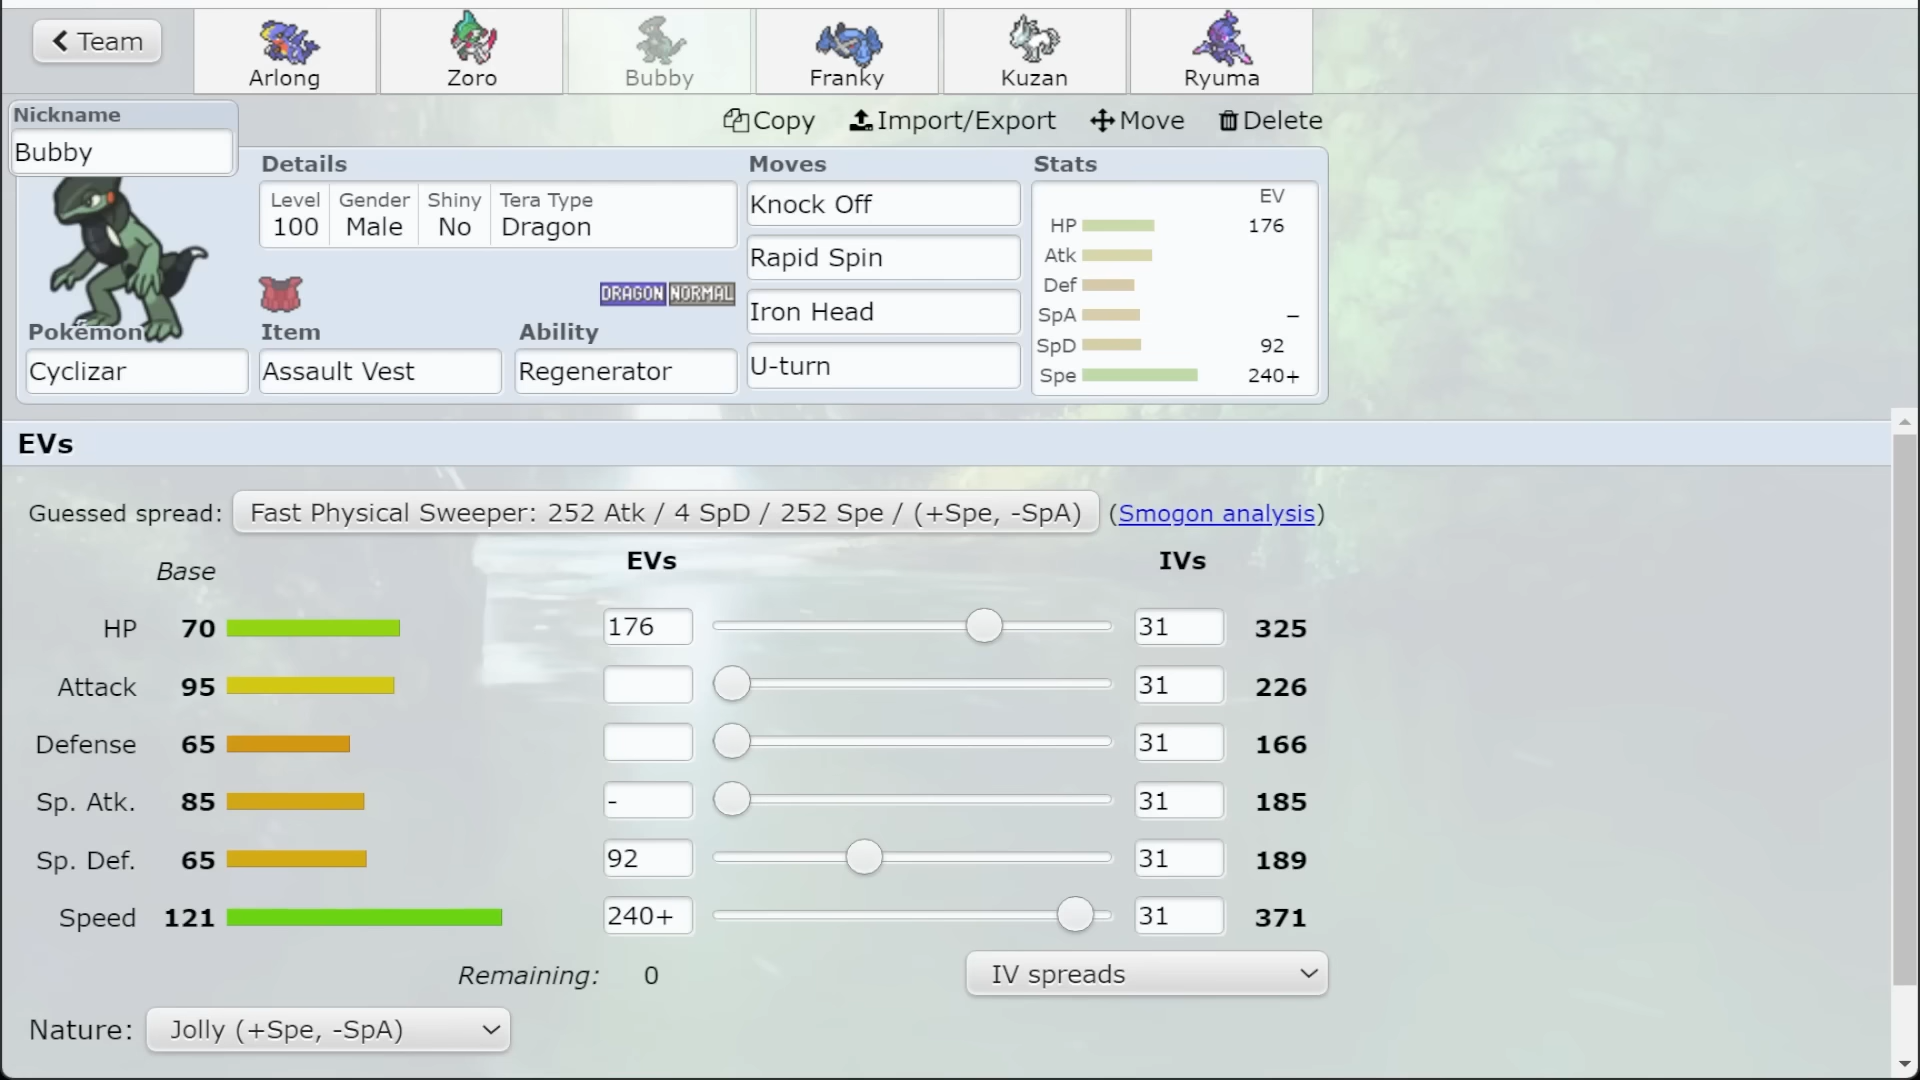 Team
Arlong
Zoro
Bubby
Franky
Kuzan
Ryuma
Nickname
Bubby
Copy
Import/Export
Move
Delete
Details
Level
Gender
Shiny
Tera Type
100
Male
No
Dragon
DRAGON NORMAL
Pokémon
Cyclizar
Item
Assault Vest
Ability
Regenerator
Moves
Knock Off
Rapid Spin
Iron Head
U-turn
Stats
EV
HP 176
Atk
Def
SpA –
SpD 92
Spe 240+
EVs
Guessed spread: Fast Physical Sweeper: 252 Atk / 4 SpD / 252 Spe / (+Spe, -SpA) (Smogon analysis)
Base EVs IVs
HP 70 176 31 325
Attack 95 31 226
Defense 65 31 166
Sp. Atk. 85 - 31 185
Sp. Def. 65 92 31 189
Speed 121 240+ 31 371
Remaining: 0 IV spreads
Nature: Jolly (+Spe, -SpA)